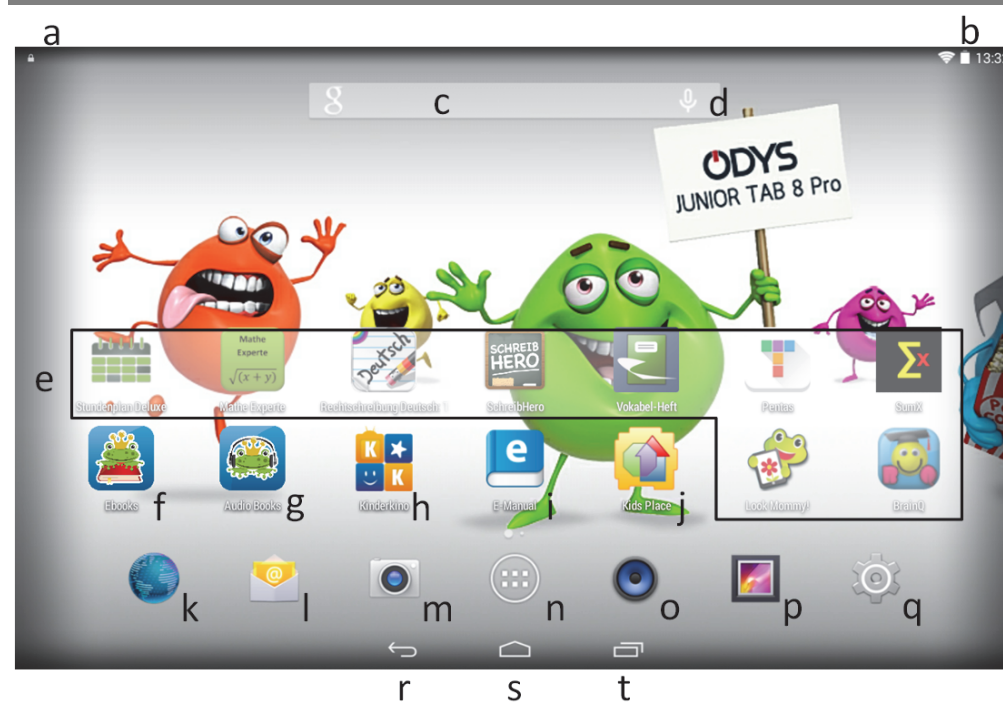 a
b
13:3
g
c
d
ODYS
JUNIOR TAB 8 Pro
e
Mathe
Experte
√(x + y)
Deutsch
SCHREIB
HERO
Σx
Stundenplan Deluxe
Mathe-Experte
Rechtschreibung Deutsch 1
SchreibHero
Vokabel-Heft
Pentas
SumX
K
K
e
Ebooks
f
Audio Books
g
Kinderkino
h
E-Manual
i
Kids Place
j
Look Mommy!
BrainQ
@
k
l
m
n
o
p
q
r
s
t